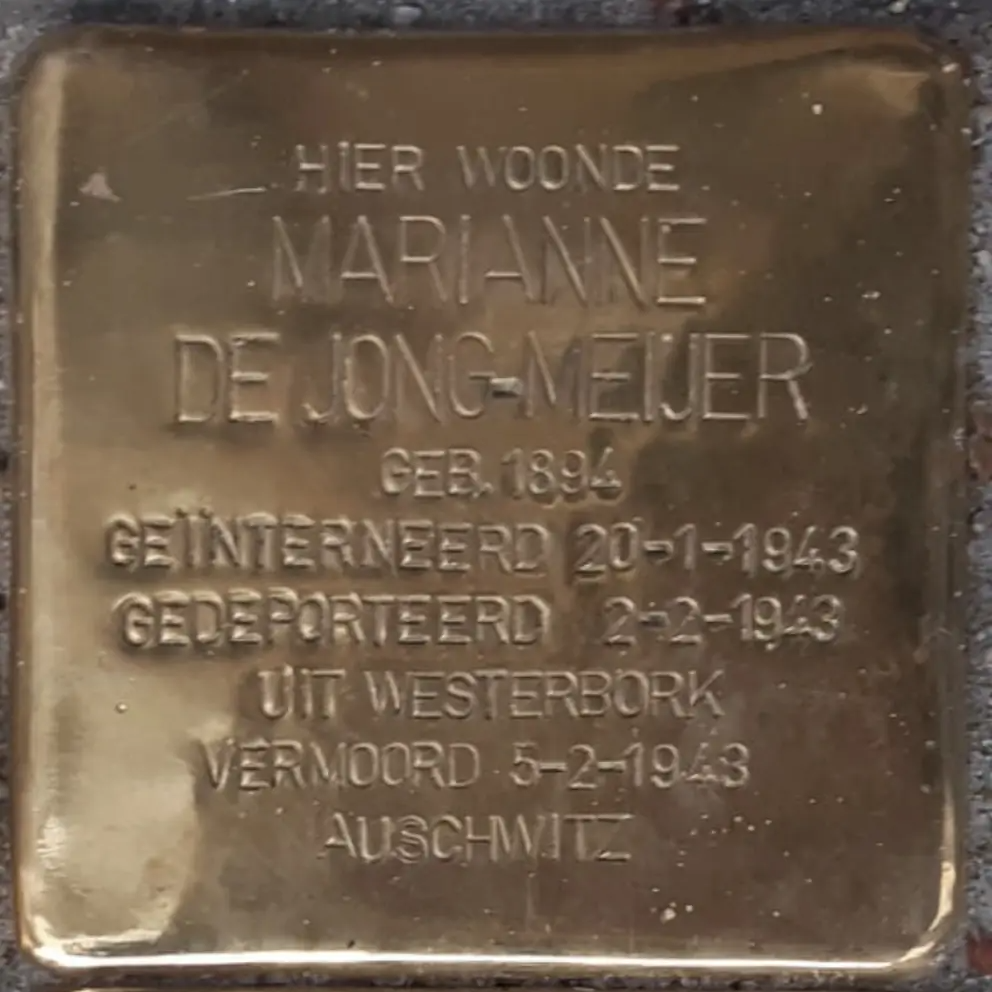 HIER WOONDE
MARIANNE
DE JONG-MEIJER
GEB. 1894
GEÏNTERNEERD 20-1-1943
GEDEPORTEERD 2-2-1943
UIT WESTERBORK
VERMOORD 5-2-1943
AUSCHWITZ